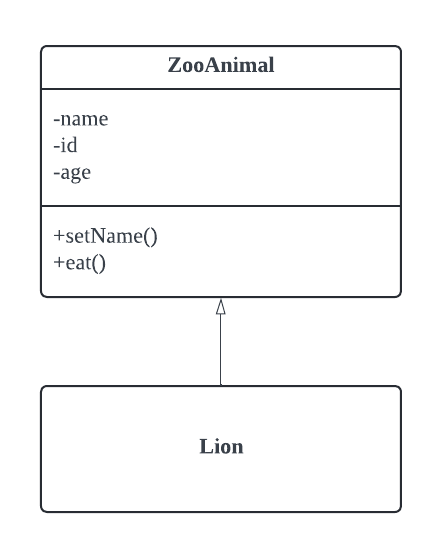 ZooAnimal
-name
-id
-age
+setName()
+eat()
Lion